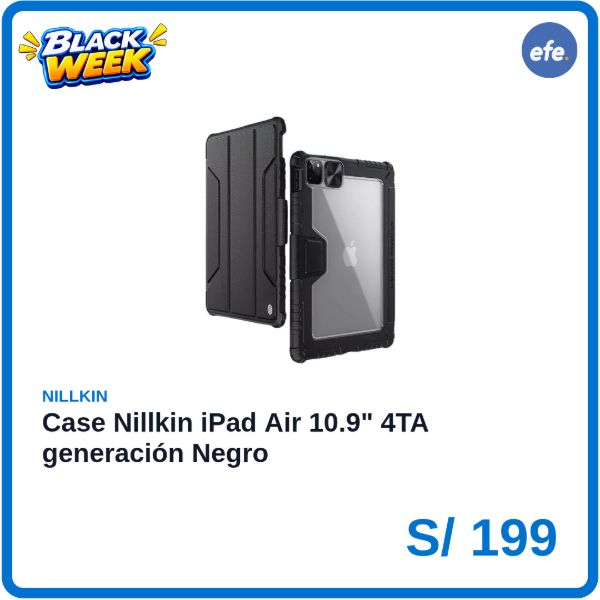 BLACK
WEEK
efe.
NILLKIN
Case Nillkin iPad Air 10.9" 4TA
generación Negro
S/ 199